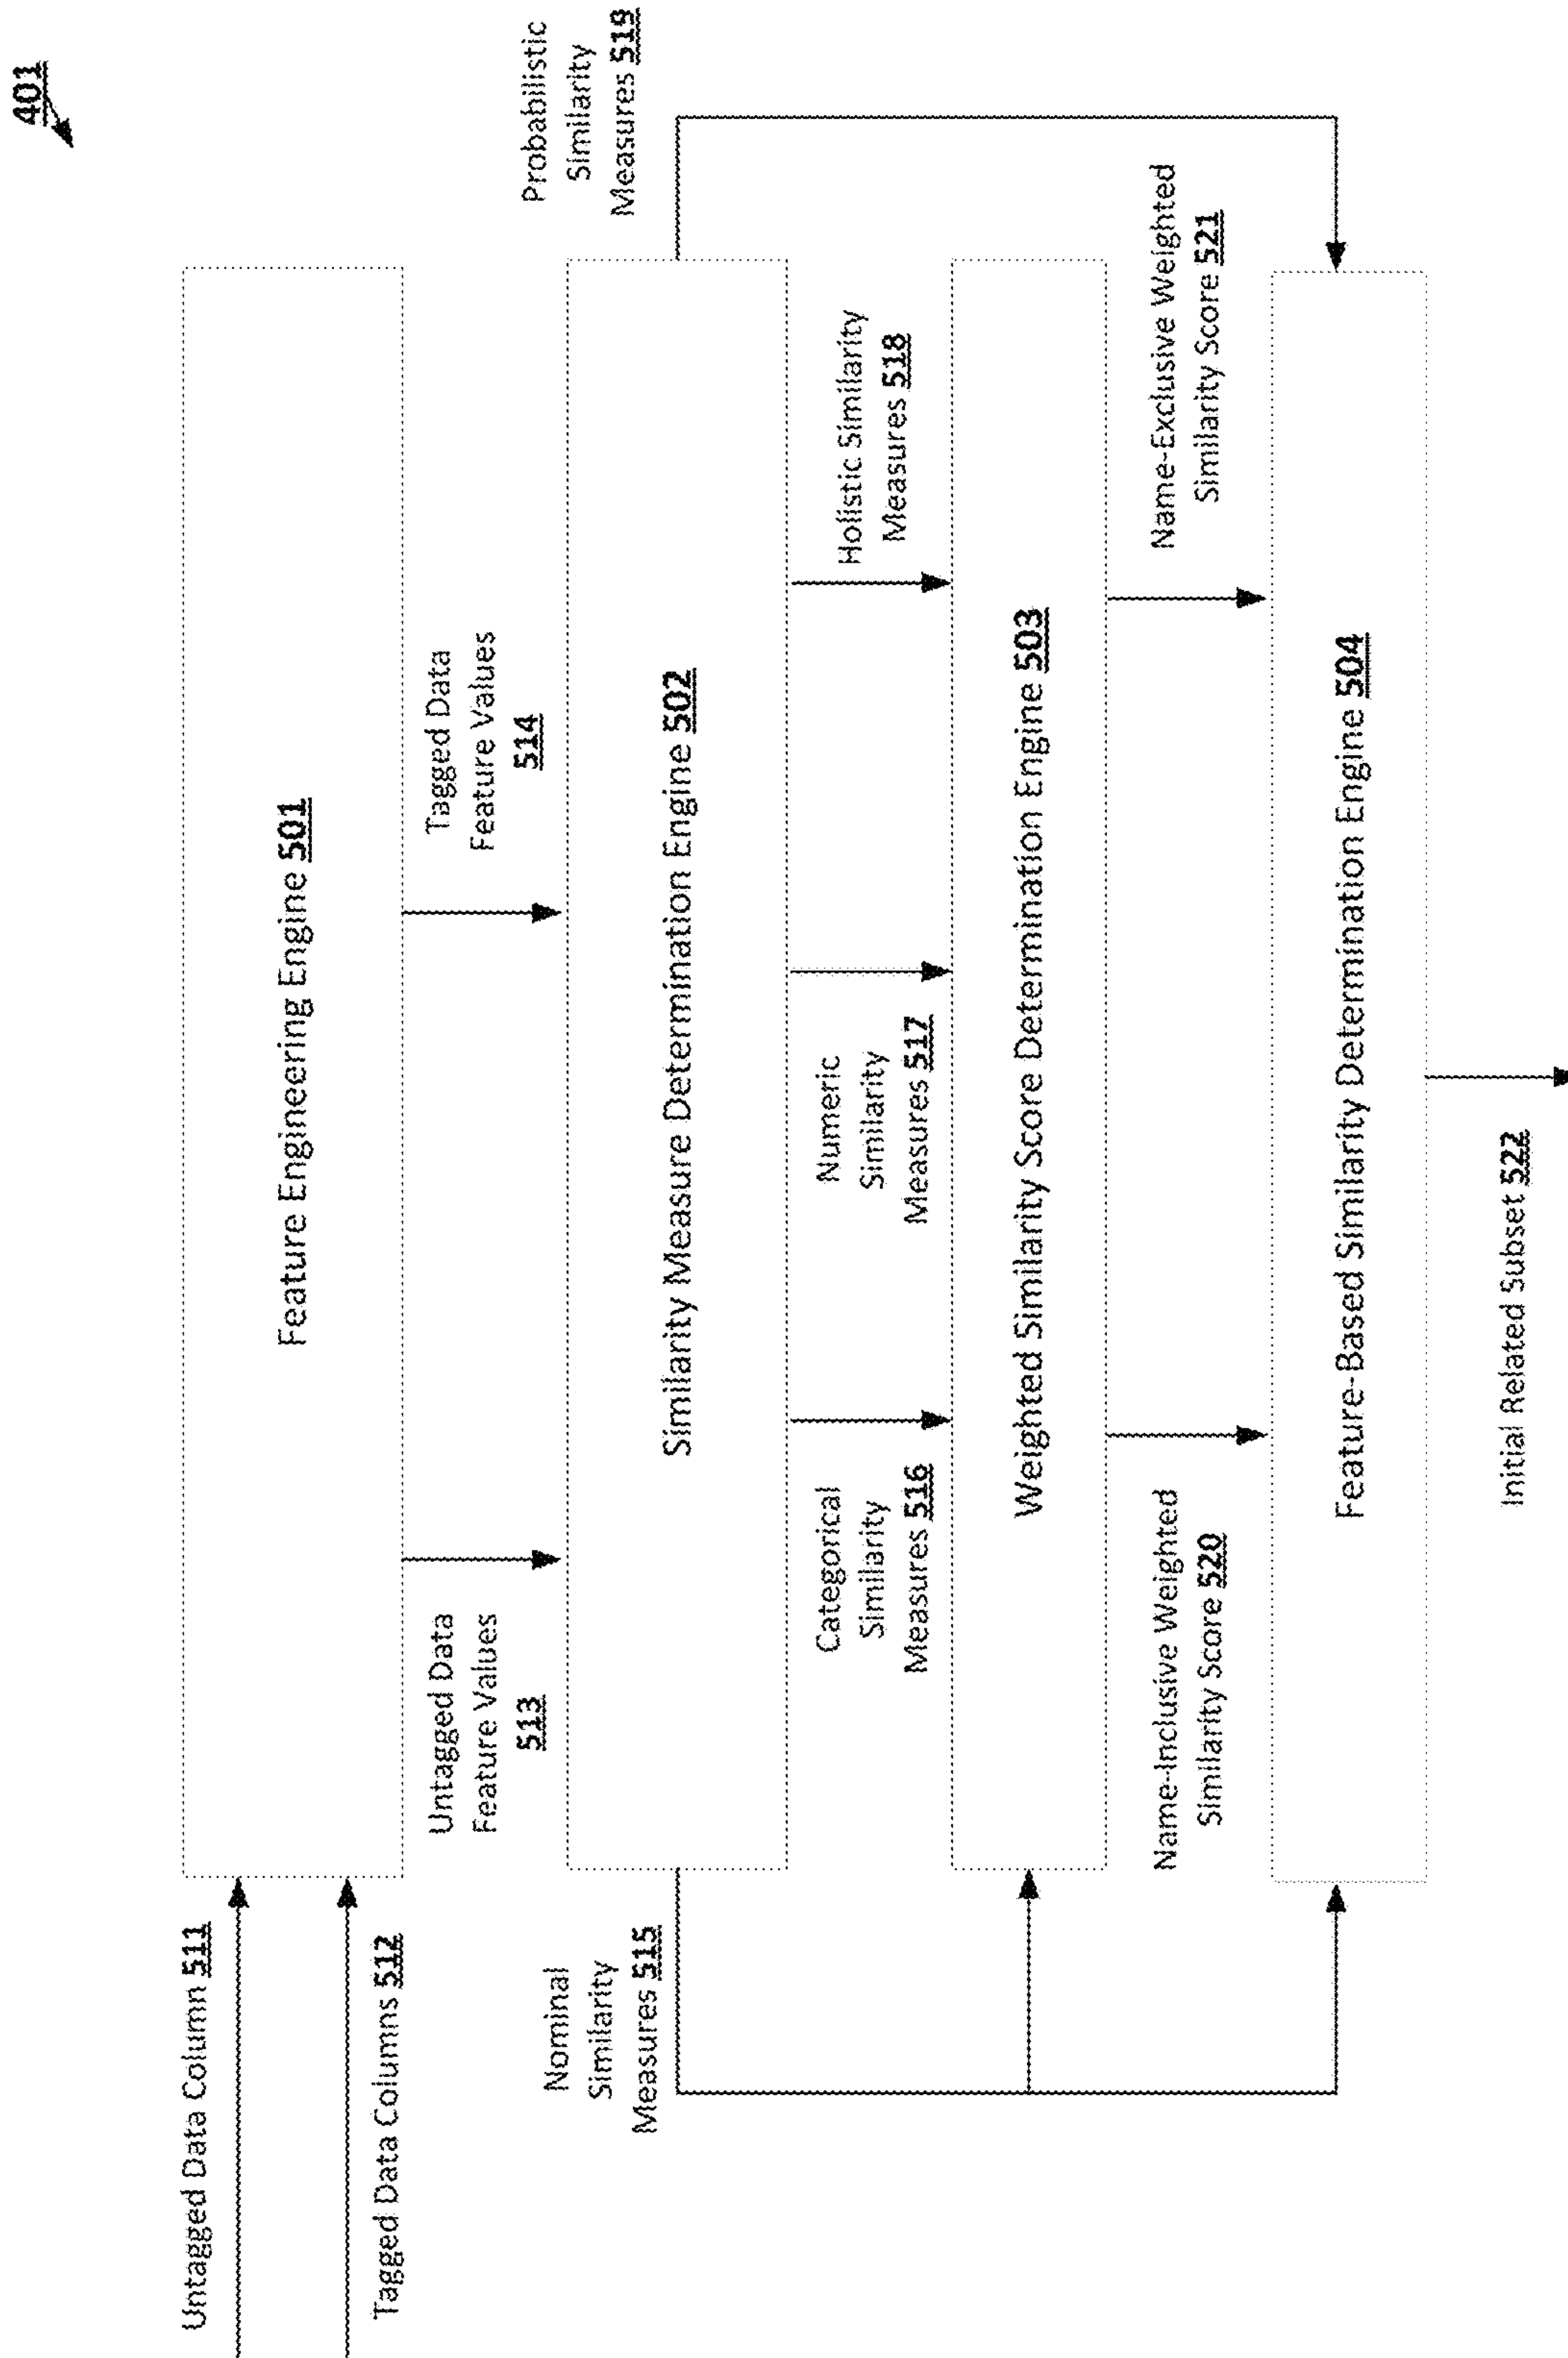 401
Untagged Data Column 511
Tagged Data Columns 512
Feature Engineering Engine 501
Untagged Data
Feature Values
513
Tagged Data
Feature Values
514
Nominal
Similarity
Measures 515
Similarity Measure Determination Engine 502
Probabilistic
Similarity
Measures 519
Categorical
Similarity
Measures 516
Numeric
Similarity
Measures 517
Holistic Similarity
Measures 518
Weighted Similarity Score Determination Engine 503
Name-Inclusive Weighted
Similarity Score 520
Name-Exclusive Weighted
Similarity Score 521
Feature-Based Similarity Determination Engine 504
Initial Related Subset 522